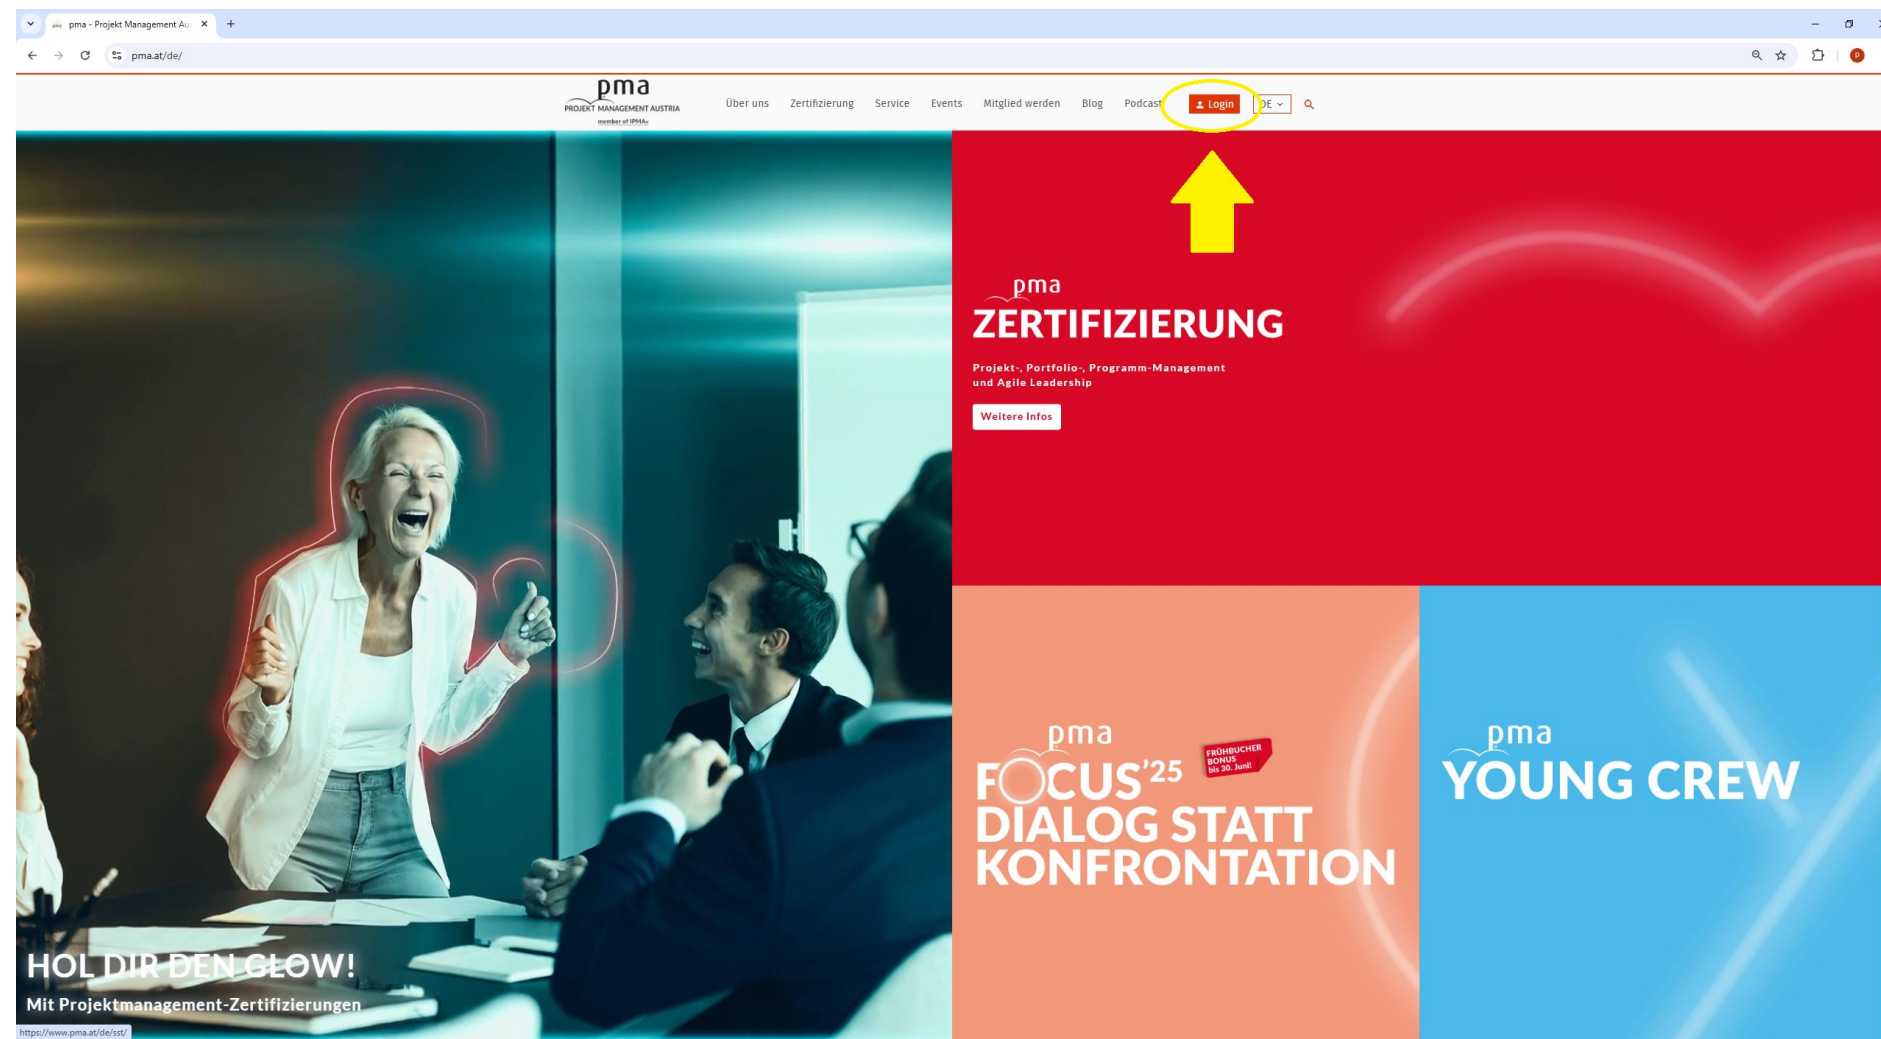 pma - Projekt Management Au
pma.at/de/
pma
PROJEKT MANAGEMENT AUSTRIA
member of IPMA®
Über uns Zertifizierung Service Events Mitglied werden Blog Podcast Login DE
pma
ZERTIFIZIERUNG
Projekt-, Portfolio-, Programm-Management
und Agile Leadership
Weitere Infos
pma
FOCUS'25
FRÜHBUCHER
BONUS
bis 30. Juni!
DIALOG STATT
KONFRONTATION
pma
YOUNG CREW
HOL DIR DEN GLOW!
Mit Projektmanagement-Zertifizierungen
https://www.pma.at/de/sst/